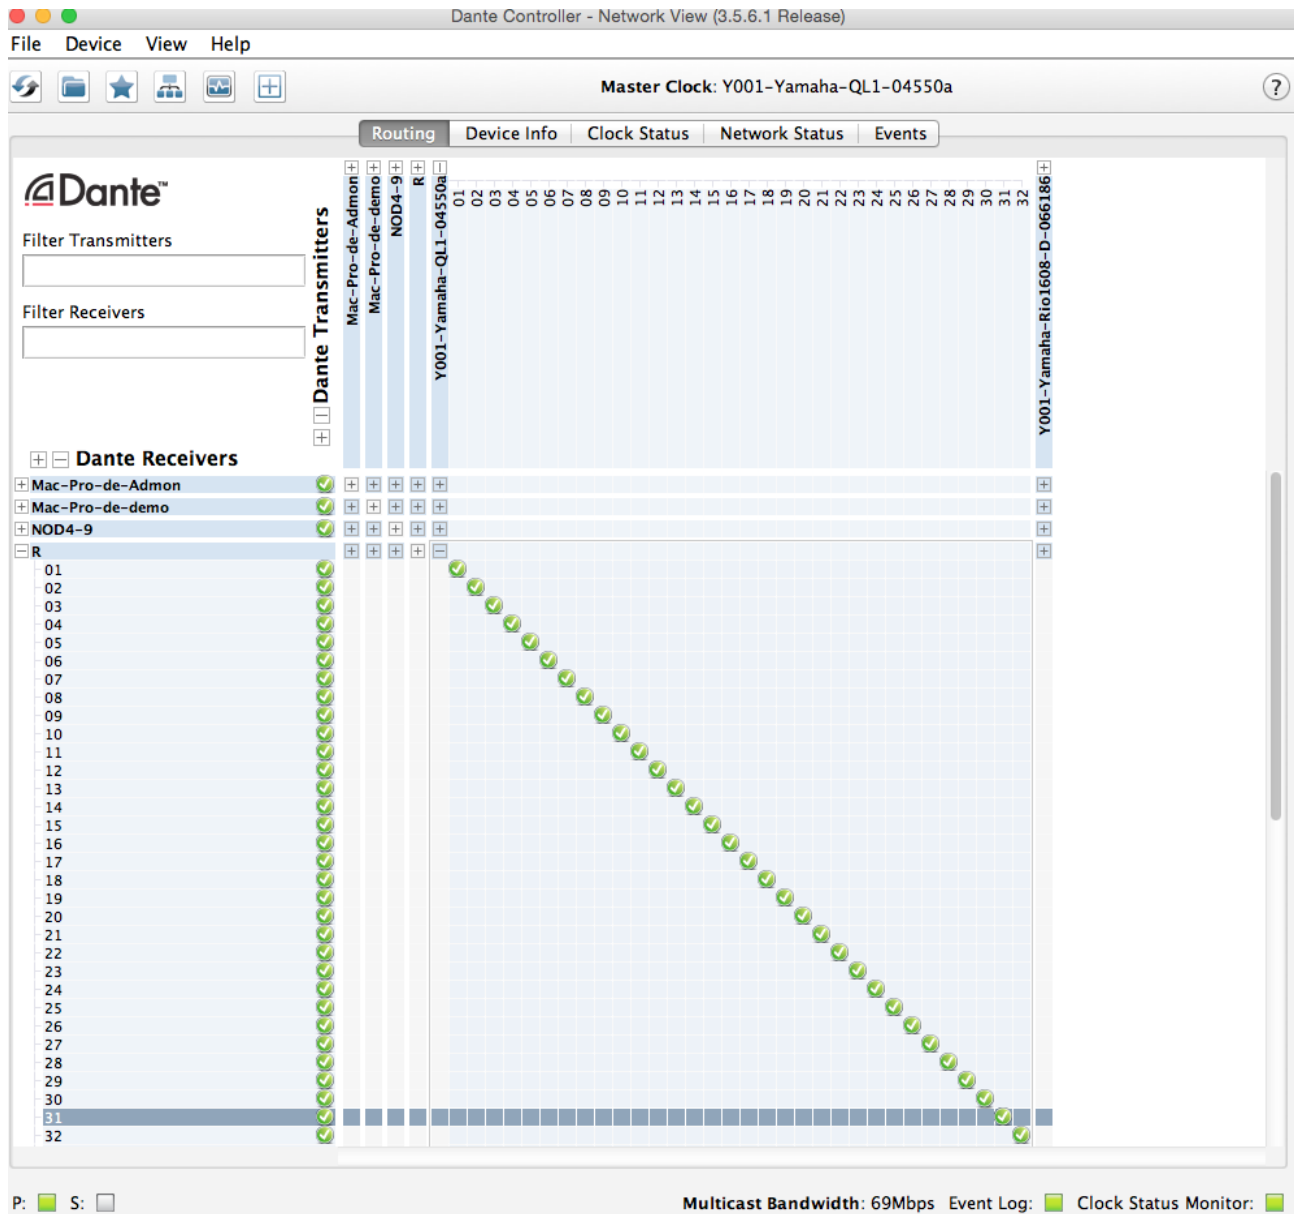 Dante Controller - Network View (3.5.6.1 Release)
File Device View Help
Master Clock: Y001-Yamaha-QL1-04550a
?
Routing Device Info Clock Status Network Status Events
Dante™
Filter Transmitters
Filter Receivers
Dante Transmitters
Mac-Pro-de-Admon
Mac-Pro-de-demo
NOD4-9
R
Y001-Yamaha-QL1-04550a
01 02 03 04 05 06 07 08 09 10 11 12 13 14 15 16 17 18 19 20 21 22 23 24 25 26 27 28 29 30 31 32
Y001-Yamaha-Rio1608-D-066186
Dante Receivers
Mac-Pro-de-Admon
Mac-Pro-de-demo
NOD4-9
R
01
02
03
04
05
06
07
08
09
10
11
12
13
14
15
16
17
18
19
20
21
22
23
24
25
26
27
28
29
30
31
32
P: S: Multicast Bandwidth: 69Mbps Event Log: Clock Status Monitor: